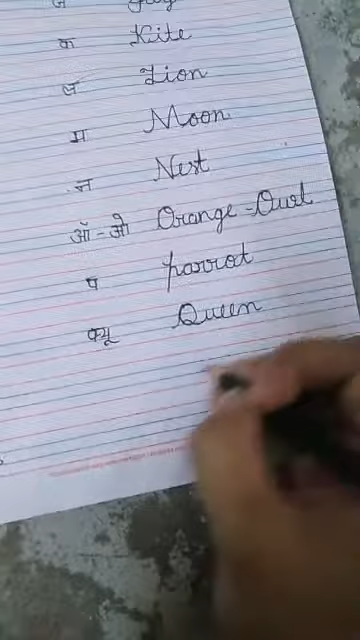 क Kite
ल Lion
म Moon
न Nest
ऑ - ओ Orange - Owl
प parrot
क्यू Queen